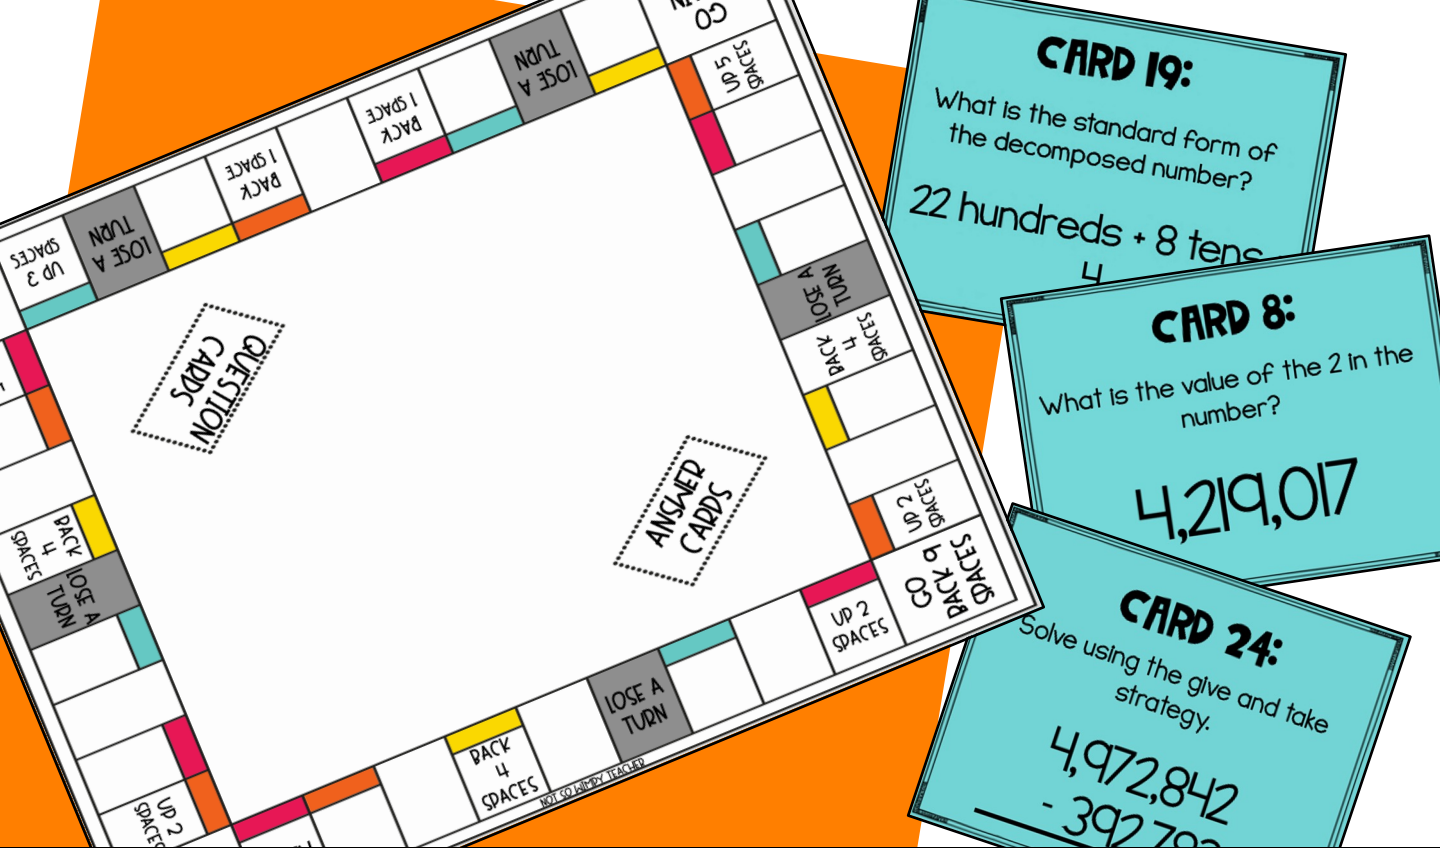 GO
UP 5
SPACES
LOSE A
TURN
BACK
1 SPACE
BACK
1 SPACE
LOSE A
TURN
UP 3
SPACES
LOSE A
TURN
BACK
4
SPACES
UP 2
SPACES
GO
BACK 9
SPACES
UP 2
SPACES
LOSE A
TURN
BACK
4
SPACES
UP 2
SPACES
LOSE A
TURN
BACK
4
SPACES
QUESTION
CARDS
ANSWER
CARDS
NOT SO WIMPY TEACHER
CARD 19:
What is the standard form of
the decomposed number?
22 hundreds + 8 tens
4
CARD 8:
What is the value of the 2 in the
number?
4,219,017
CARD 24:
Solve using the give and take
strategy.
4,972,842